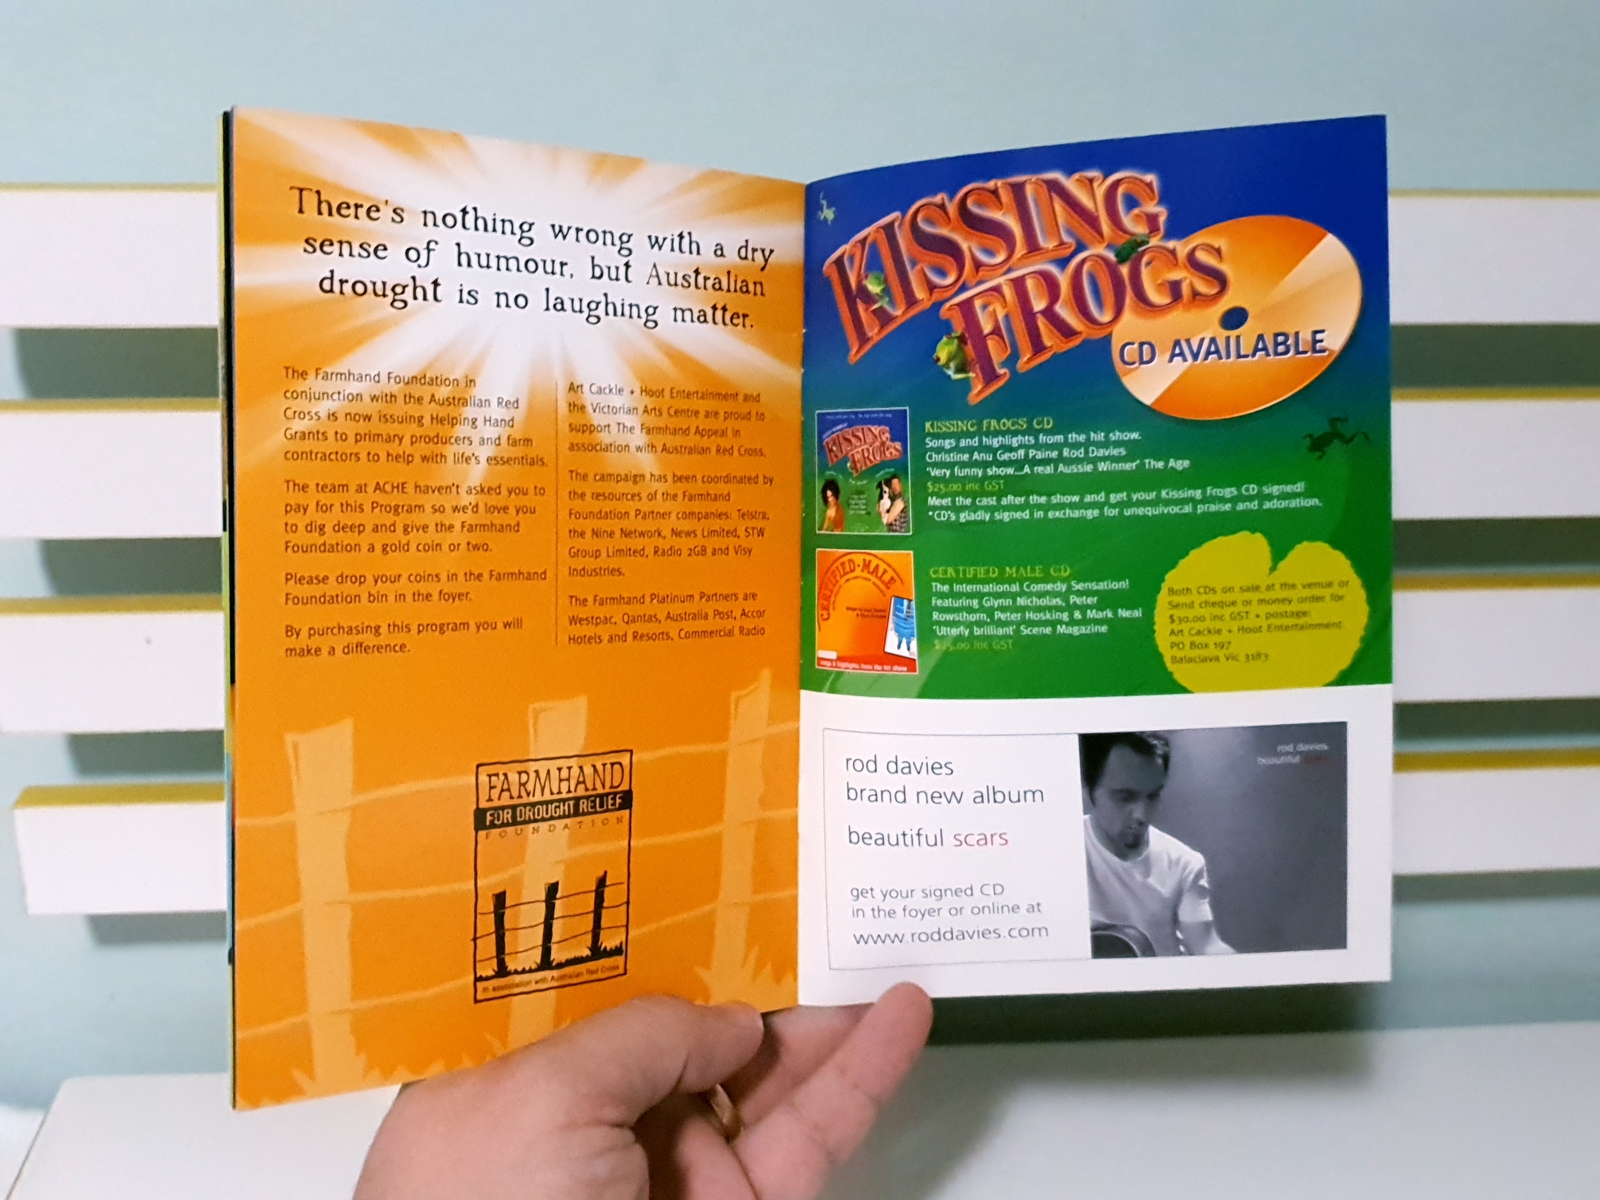 There's nothing wrong with a dry
sense of humour, but Australian
drought is no laughing matter.
The Farmhand Foundation in
conjunction with the Australian Red
Cross is now issuing Helping Hand
Grants to primary producers and farm
contractors to help with life's essentials.
The team at ACHE haven't asked you to
pay for this Program so we'd love you
to dig deep and give the Farmhand
Foundation a gold coin or two.
Please drop your coins in the Farmhand
Foundation bin in the foyer.
By purchasing this program you will
make a difference.
Art Cackle + Hoot Entertainment and
the Victorian Arts Centre are proud to
support The Farmhand Appeal in
association with Australian Red Cross.
The campaign has been coordinated by
the resources of the Farmhand
Foundation Partner companies: Telstra,
the Nine Network, News Limited, STW
Group Limited, Radio 2GB and Visy
Industries.
The Farmhand Platinum Partners are
Westpac, Qantas, Australia Post, Accor
Hotels and Resorts, Commercial Radio
FARMHAND
FOR DROUGHT RELIEF
FOUNDATION
In association with Australian Red Cross
KISSING
FROGS
CD AVAILABLE
KISSING
FROGS
KISSING FROGS CD
Songs and highlights from the hit show.
Christine Anu Geoff Paine Rod Davies
'Very funny show...A real Aussie Winner' The Age
$25.00 inc GST
Meet the cast after the show and get your Kissing Frogs CD signed!
*CD's gladly signed in exchange for unequivocal praise and adoration.
CERTIFIED MALE
CERTIFIED MALE CD
The International Comedy Sensation!
Featuring Glynn Nicholas, Peter
Rowsthorn, Peter Hosking & Mark Neal
'Utterly brilliant' Scene Magazine
$25.00 inc GST
Both CDs on sale at the venue or
Send cheque or money order for
$30.00 inc GST + postage:
Art Cackle + Hoot Entertainment
PO Box 197
Balaclava Vic 3183
rod davies
brand new album
beautiful scars
get your signed CD
in the foyer or online at
www.roddavies.com
rod davies
beautiful scars